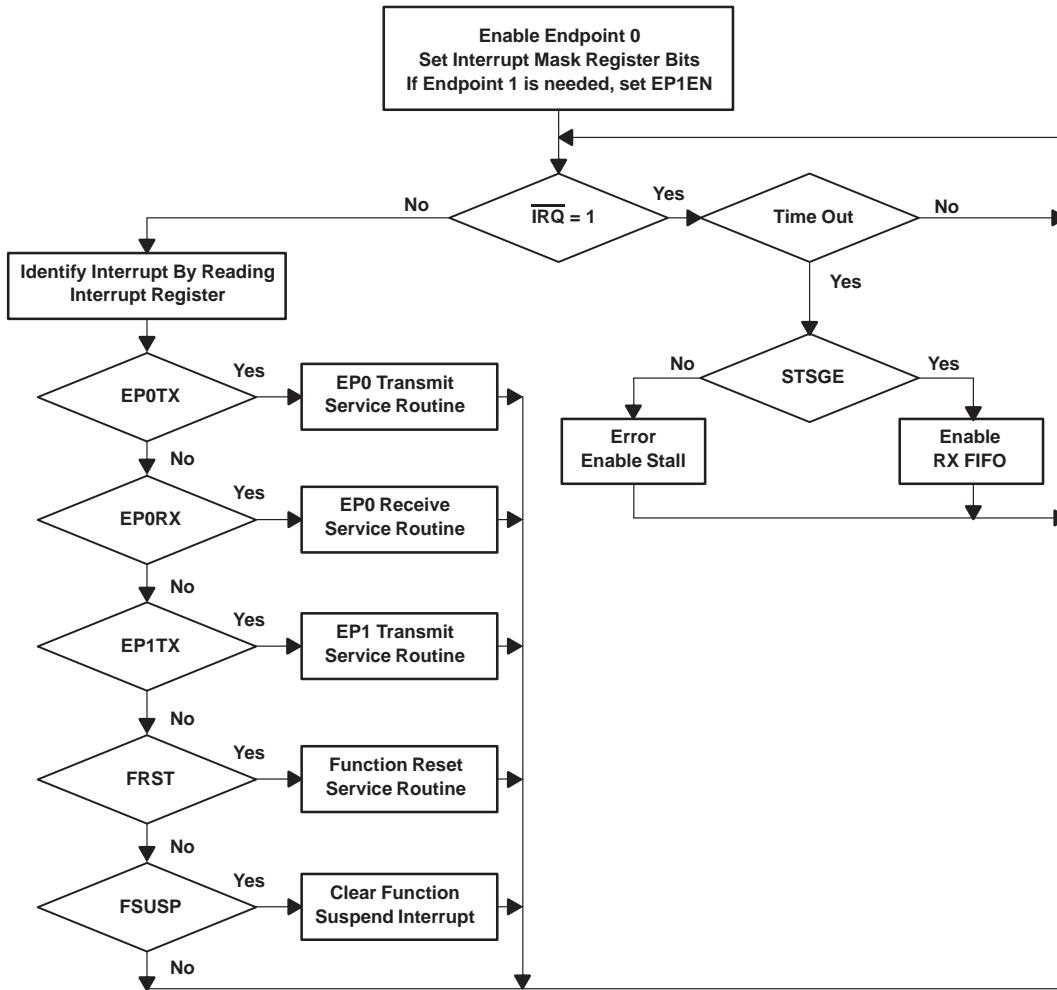 Enable Endpoint 0
Set Interrupt Mask Register Bits
If Endpoint 1 is needed, set EP1EN
No
IRQ = 1
Yes
Time Out
No
Identify Interrupt By Reading
Interrupt Register
Yes
EP0TX
Yes
EP0 Transmit
Service Routine
No
STSGE
Yes
Error
Enable Stall
Enable
RX FIFO
No
EP0RX
Yes
EP0 Receive
Service Routine
No
EP1TX
Yes
EP1 Transmit
Service Routine
No
FRST
Yes
Function Reset
Service Routine
No
FSUSP
Yes
Clear Function
Suspend Interrupt
No